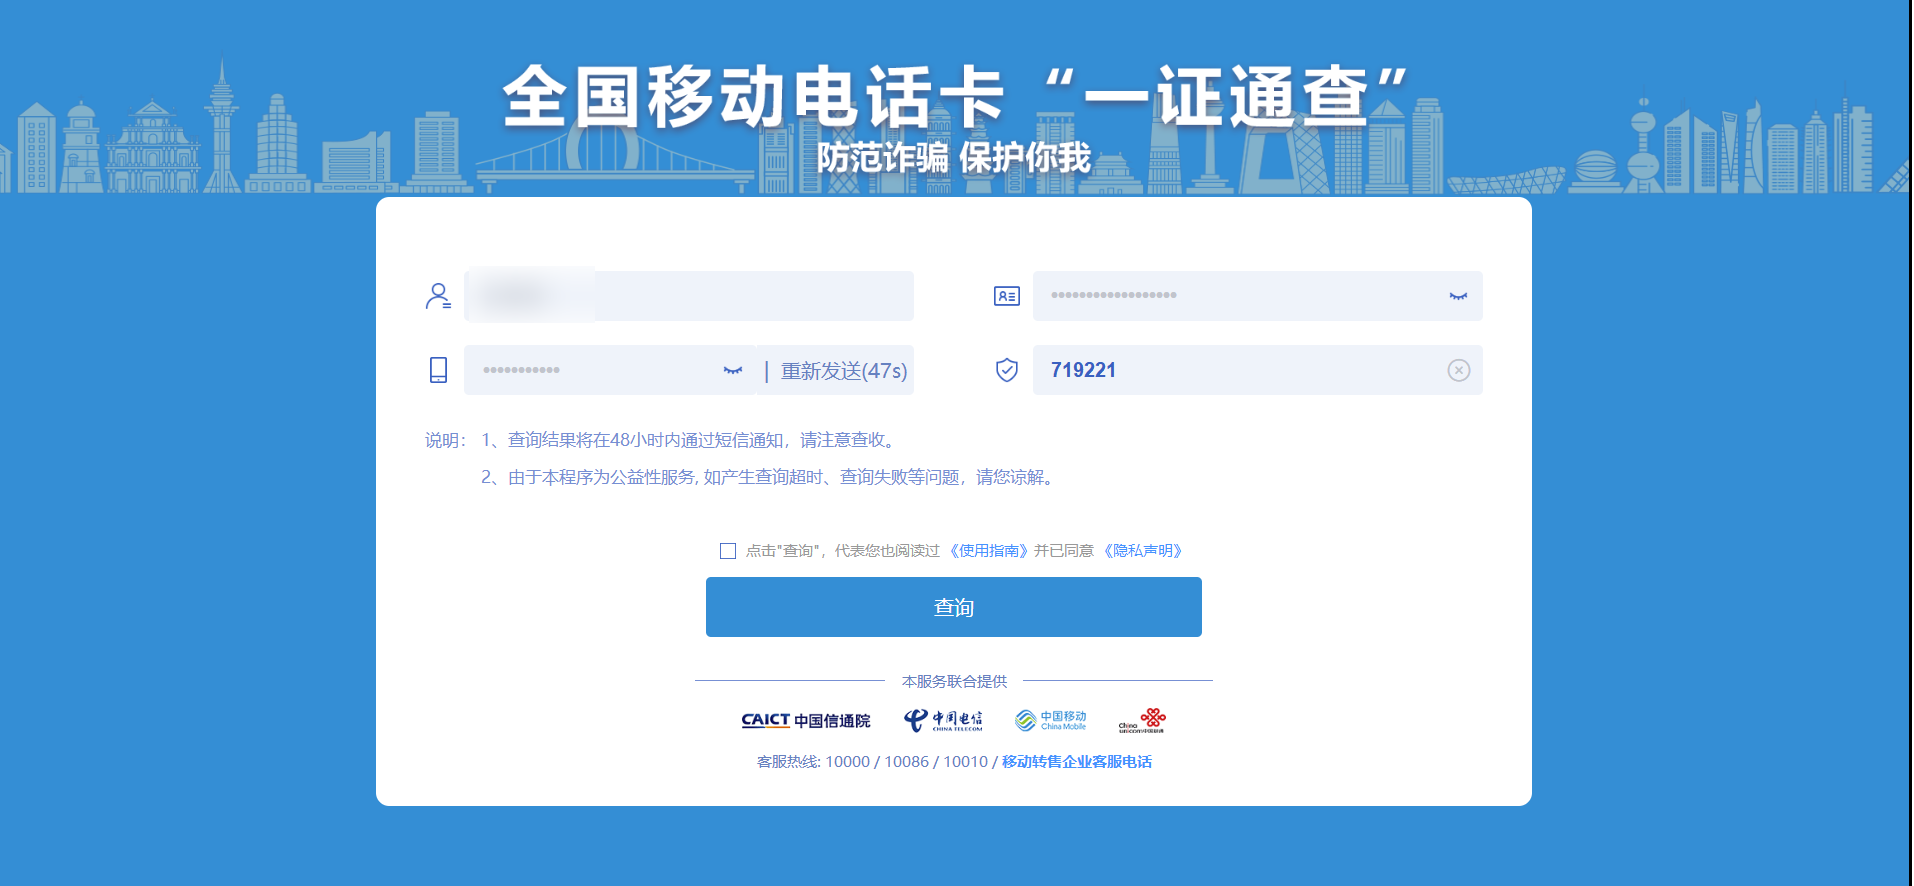 全国移动电话卡“一证通查”
防范诈骗 保护你我
••••••••••••••••••
••••••••••• | 重新发送(47s)
719221
说明： 1、查询结果将在48小时内通过短信通知，请注意查收。
2、由于本程序为公益性服务, 如产生查询超时、查询失败等问题，请您谅解。
点击"查询"，代表您也阅读过 《使用指南》并已同意 《隐私声明》
查询
本服务联合提供
CAICT 中国信通院 中国电信 CHINA TELECOM 中国移动 China Mobile China unicom中国联通
客服热线: 10000 / 10086 / 10010 / 移动转售企业客服电话